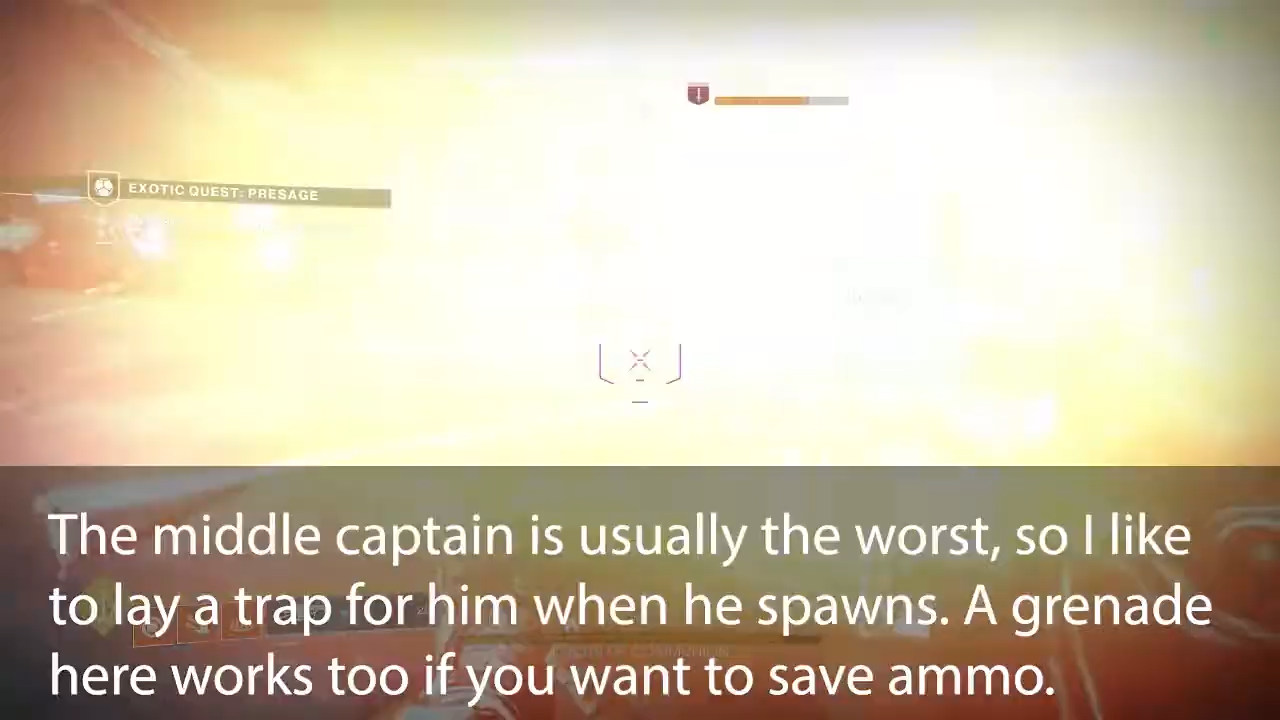 EXOTIC QUEST: PRESAGE
The middle captain is usually the worst, so I like
to lay a trap for him when he spawns. A grenade
here works too if you want to save ammo.